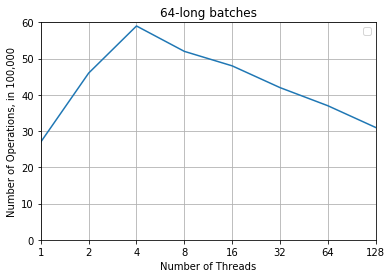 64-long batches
Number of Operations, in 100,000
60
50
40
30
20
10
0
1 2 4 8 16 32 64 128
Number of Threads